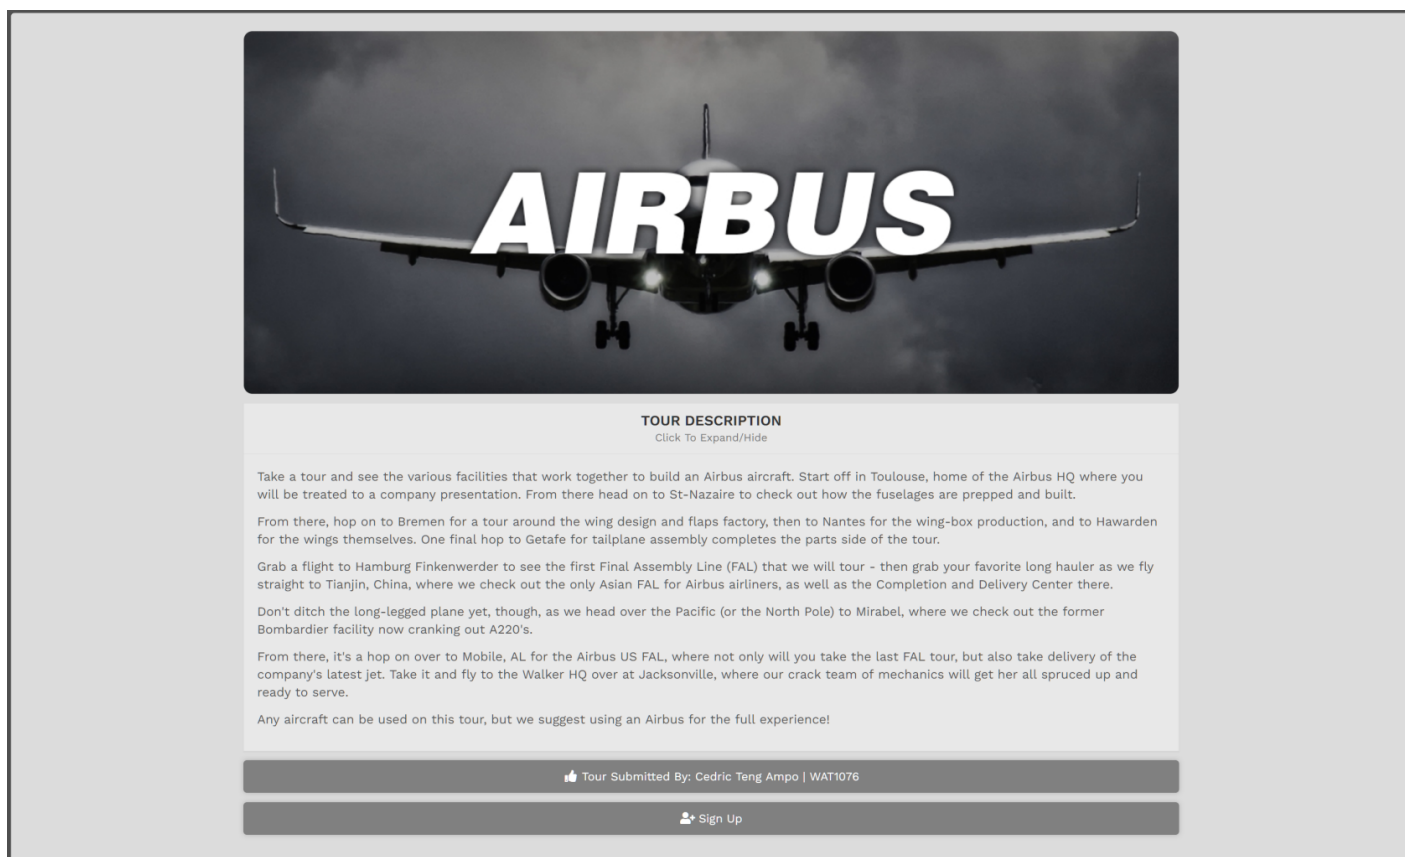 AIRBUS
TOUR DESCRIPTION
Click To Expand/Hide
Take a tour and see the various facilities that work together to build an Airbus aircraft. Start off in Toulouse, home of the Airbus HQ where you
will be treated to a company presentation. From there head on to St-Nazaire to check out how the fuselages are prepped and built.
From there, hop on to Bremen for a tour around the wing design and flaps factory, then to Nantes for the wing-box production, and to Hawarden
for the wings themselves. One final hop to Getafe for tailplane assembly completes the parts side of the tour.
Grab a flight to Hamburg Finkenwerder to see the first Final Assembly Line (FAL) that we will tour - then grab your favorite long hauler as we fly
straight to Tianjin, China, where we check out the only Asian FAL for Airbus airliners, as well as the Completion and Delivery Center there.
Don't ditch the long-legged plane yet, though, as we head over the Pacific (or the North Pole) to Mirabel, where we check out the former
Bombardier facility now cranking out A220's.
From there, it's a hop on over to Mobile, AL for the Airbus US FAL, where not only will you take the last FAL tour, but also take delivery of the
company's latest jet. Take it and fly to the Walker HQ over at Jacksonville, where our crack team of mechanics will get her all spruced up and
ready to serve.
Any aircraft can be used on this tour, but we suggest using an Airbus for the full experience!
Tour Submitted By: Cedric Teng Ampo | WAT1076
Sign Up